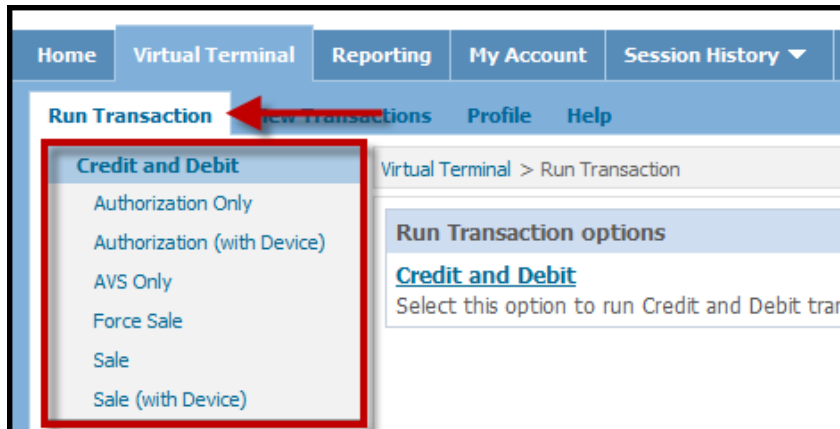 Home Virtual Terminal Reporting My Account Session History
Run Transaction Transactions Profile Help
Credit and Debit
Authorization Only
Authorization (with Device)
AVS Only
Force Sale
Sale
Sale (with Device)
Virtual Terminal > Run Transaction
Run Transaction options
Credit and Debit
Select this option to run Credit and Debit